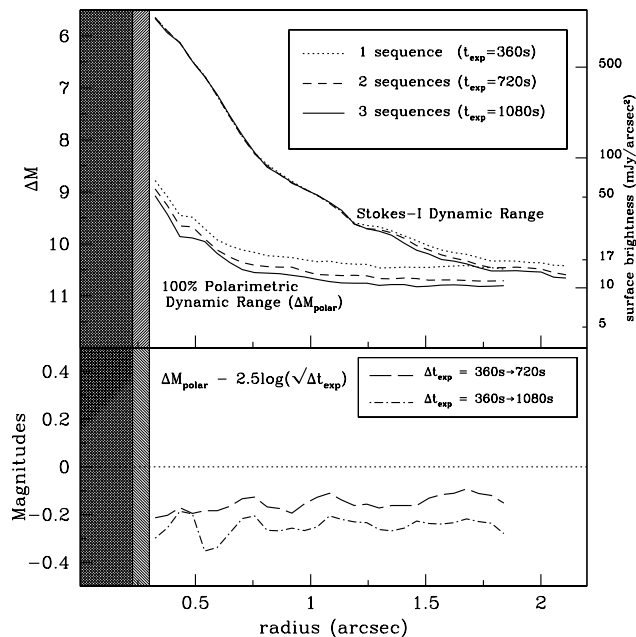 6
7
8
9
10
11
ΔM
1 sequence (t_exp=360s)
2 sequences (t_exp=720s)
3 sequences (t_exp=1080s)
Stokes-I Dynamic Range
100% Polarimetric
Dynamic Range (ΔM_polar)
500
100
50
17
10
5
surface brightness (mJy/arcsec²)
ΔM_polar - 2.5log(√Δt_exp)
Δt_exp = 360s→720s
Δt_exp = 360s→1080s
0.4
0.2
0
-0.2
-0.4
Magnitudes
0.5
1
1.5
2
radius (arcsec)